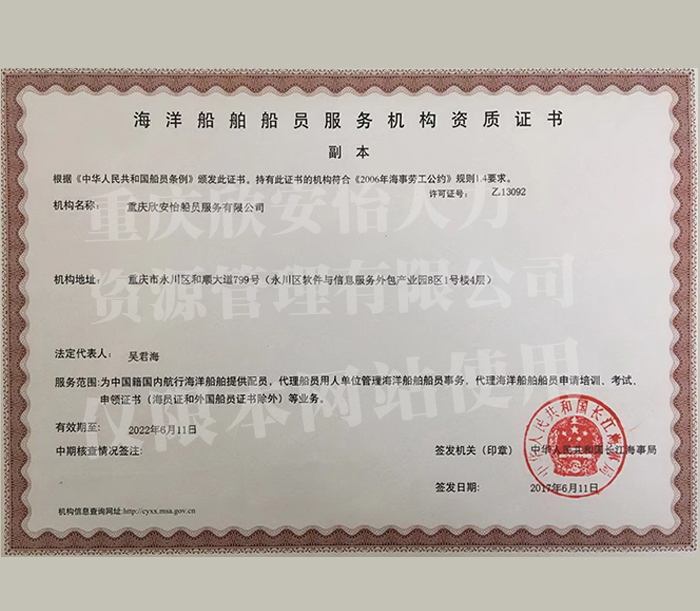 海洋船舶船员服务机构资质证书
副本
根据《中华人民共和国船员条例》颁发此证书。持有此证书的机构符合《2006年海事劳工公约》规则1.4要求。
许可证号： 乙13092
机构名称： 重庆欣安怡船员服务有限公司
重庆欣安怡人力
机构地址： 重庆市永川区和顺大道799号（永川区软件与信息服务外包产业园B区1号楼4层）
资源管理有限公司
法定代表人： 吴君海
服务范围:为中国籍国内航行海洋船舶提供配员，代理船员用人单位管理海洋船舶船员事务，代理海洋船舶船员申请培训、考试、
申领证书（海员证和外国船员证书除外）等业务。
仅限本网站使用
有效期至： 2022年6月11日
中期核查情况签注:
签发机关（印章） 中华人民共和国长江海事局
中华人民共和国长江海事局
签发日期: 2017年6月11日
机构信息查询网址:http://cyxx.msa.gov.cn